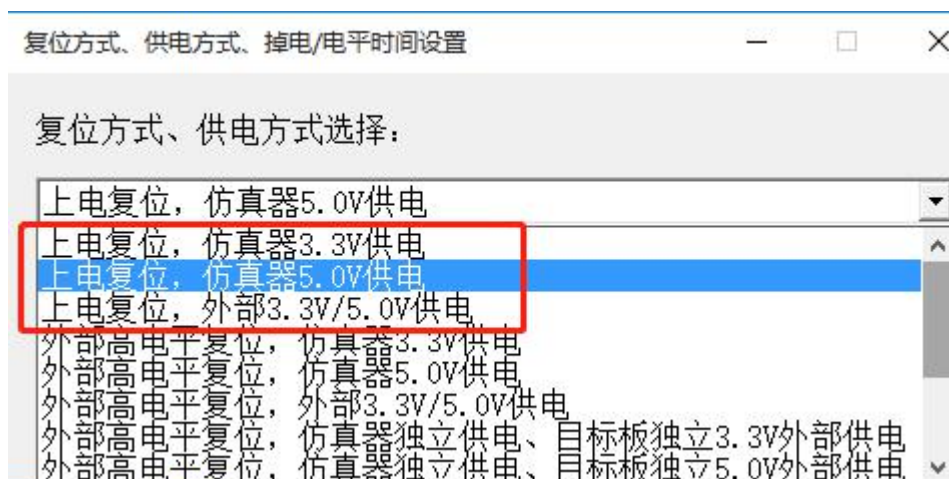 复位方式、供电方式、掉电/电平时间设置
复位方式、供电方式选择：
上电复位，仿真器5.0V供电
上电复位，仿真器3.3V供电
上电复位，仿真器5.0V供电
上电复位，外部3.3V/5.0V供电
外部高电平复位，仿真器3.3V供电
外部高电平复位，仿真器5.0V供电
外部高电平复位，外部3.3V/5.0V供电
外部高电平复位，仿真器独立供电、目标板独立3.3V外部供电
外部高电平复位，仿真器独立供电、目标板独立5.0V外部供电